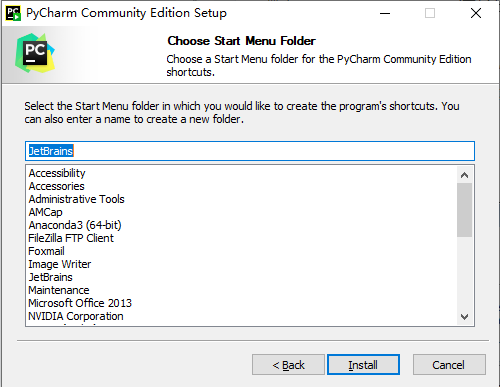 PyCharm Community Edition Setup
PC
Choose Start Menu Folder
Choose a Start Menu folder for the PyCharm Community Edition
shortcuts.
Select the Start Menu folder in which you would like to create the program's shortcuts. You
can also enter a name to create a new folder.
JetBrains
Accessibility
Accessories
Administrative Tools
AMCap
Anaconda3 (64-bit)
FileZilla FTP Client
Foxmail
Image Writer
JetBrains
Maintenance
Microsoft Office 2013
NVIDIA Corporation
< Back
Install
Cancel